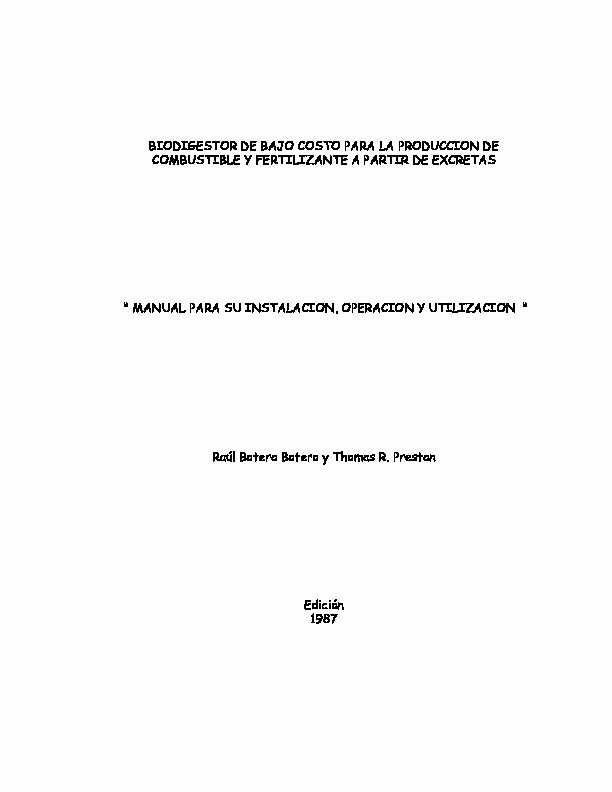 BIODIGESTOR DE BAJO COSTO PARA LA PRODUCCION DE
COMBUSTIBLE Y FERTILIZANTE A PARTIR DE EXCRETAS
" MANUAL PARA SU INSTALACION, OPERACION Y UTILIZACION "
Raúl Botero Botero y Thomas R. Preston
Edición
1987